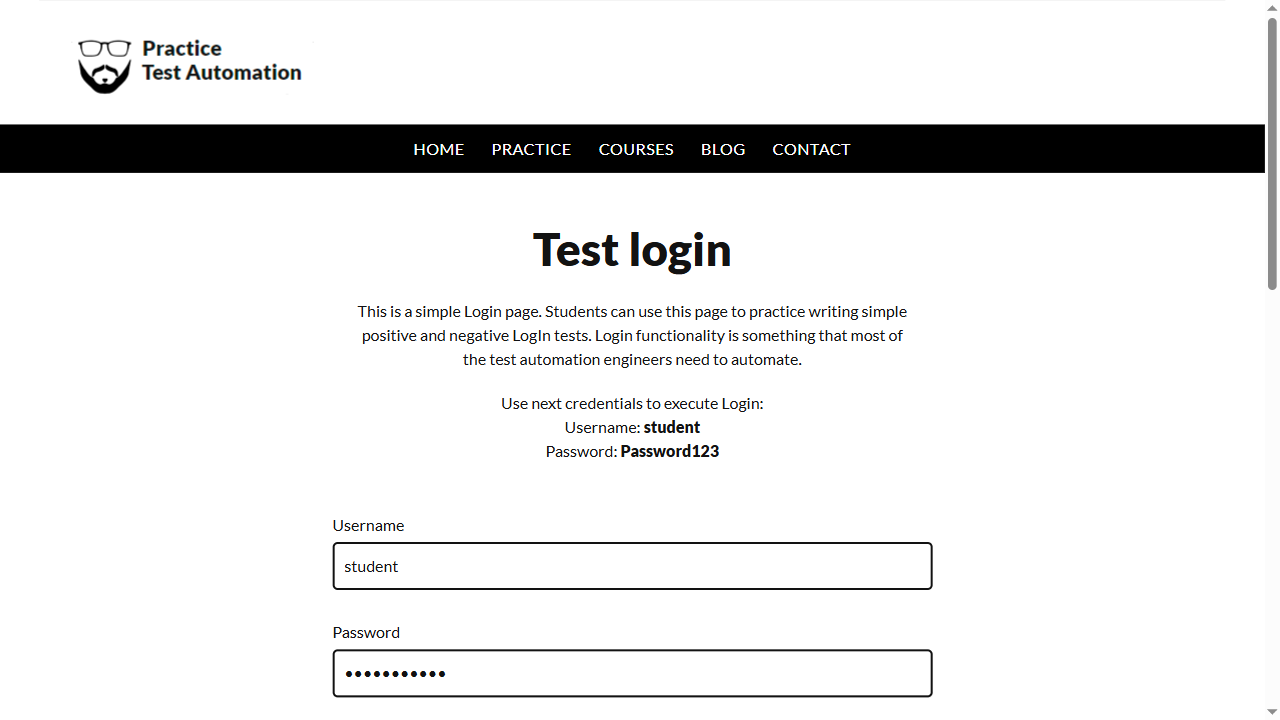 Practice
Test Automation
HOME PRACTICE COURSES BLOG CONTACT
Test login
This is a simple Login page. Students can use this page to practice writing simple
positive and negative LogIn tests. Login functionality is something that most of
the test automation engineers need to automate.
Use next credentials to execute Login:
Username: student
Password: Password123
Username
student
Password
•••••••••••